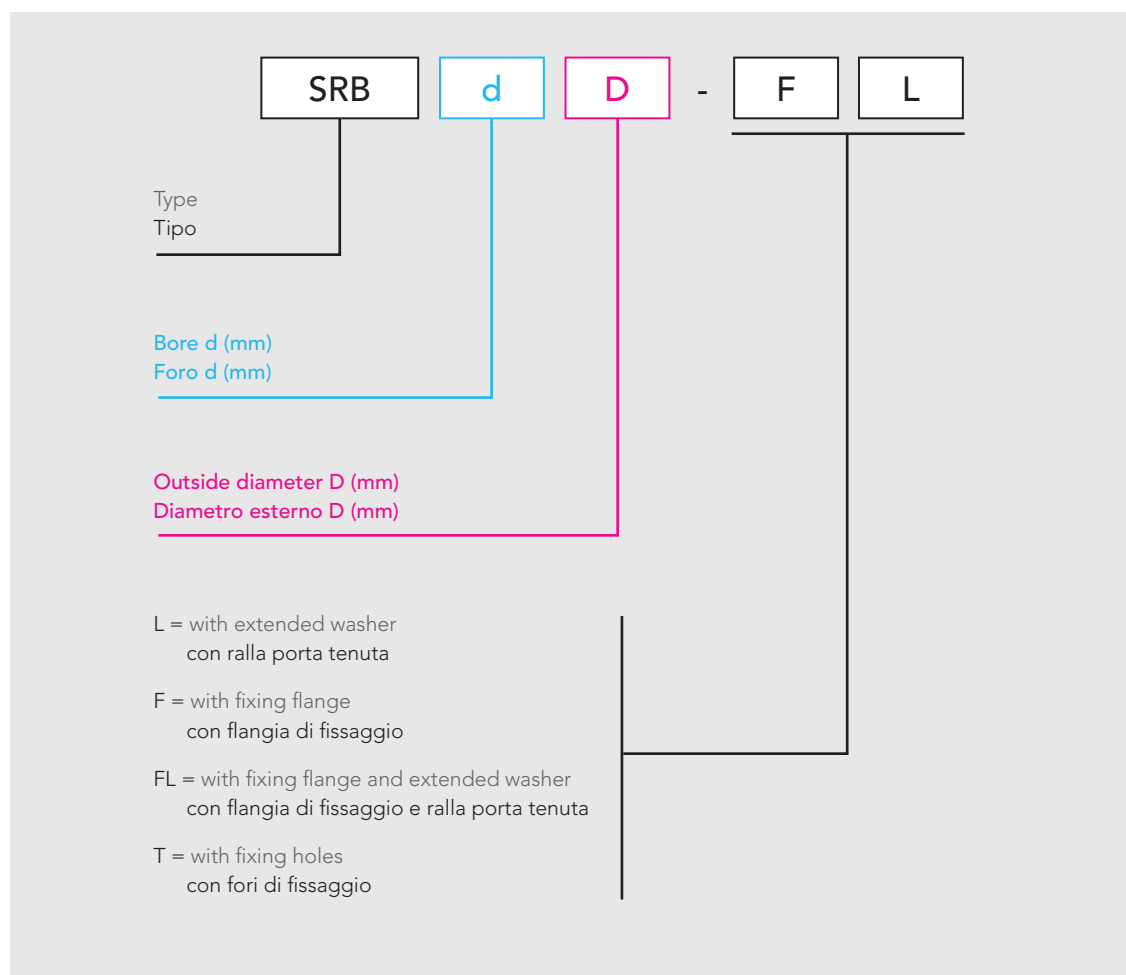 SRB d D - F L
Type
Tipo
Bore d (mm)
Foro d (mm)
Outside diameter D (mm)
Diametro esterno D (mm)
L = with extended washer
con ralla porta tenuta
F = with fixing flange
con flangia di fissaggio
FL = with fixing flange and extended washer
con flangia di fissaggio e ralla porta tenuta
T = with fixing holes
con fori di fissaggio